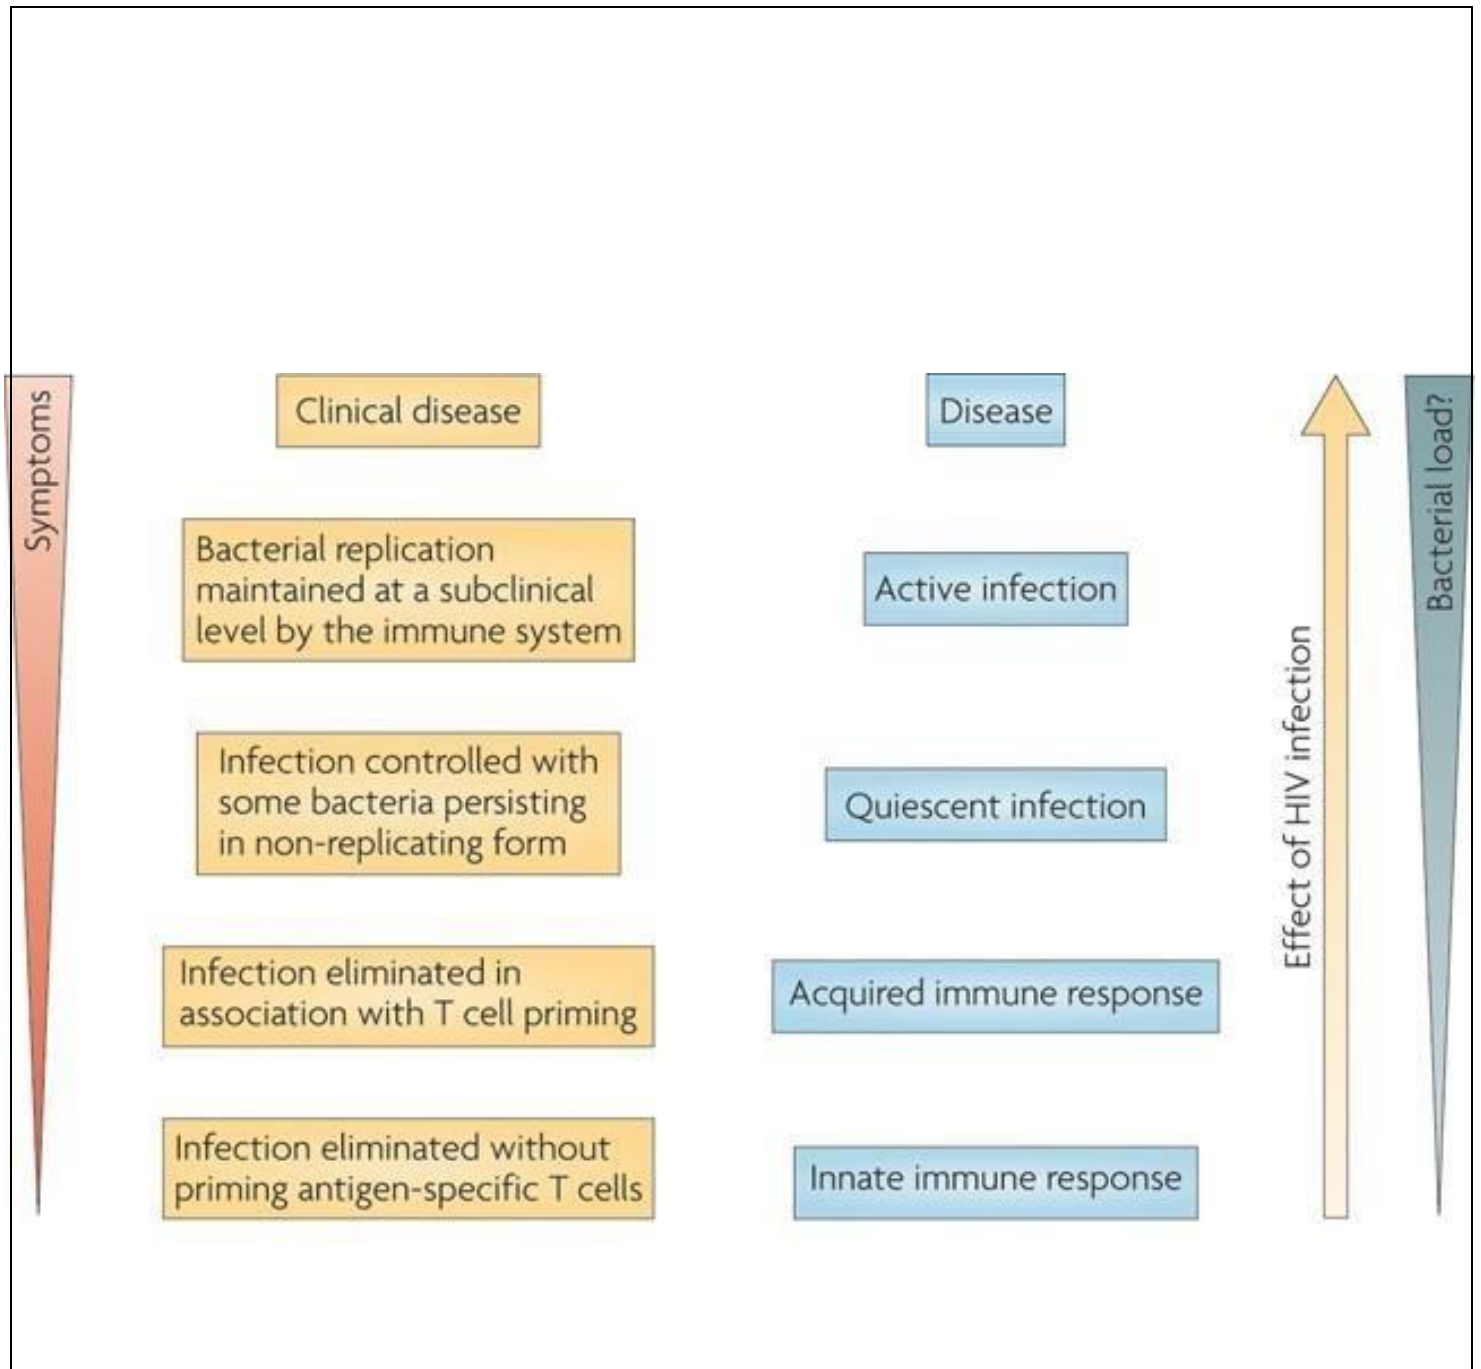 Symptoms
Clinical disease
Disease
Bacterial load?
Bacterial replication
maintained at a subclinical
level by the immune system
Active infection
Effect of HIV infection
Infection controlled with
some bacteria persisting
in non-replicating form
Quiescent infection
Infection eliminated in
association with T cell priming
Acquired immune response
Infection eliminated without
priming antigen-specific T cells
Innate immune response